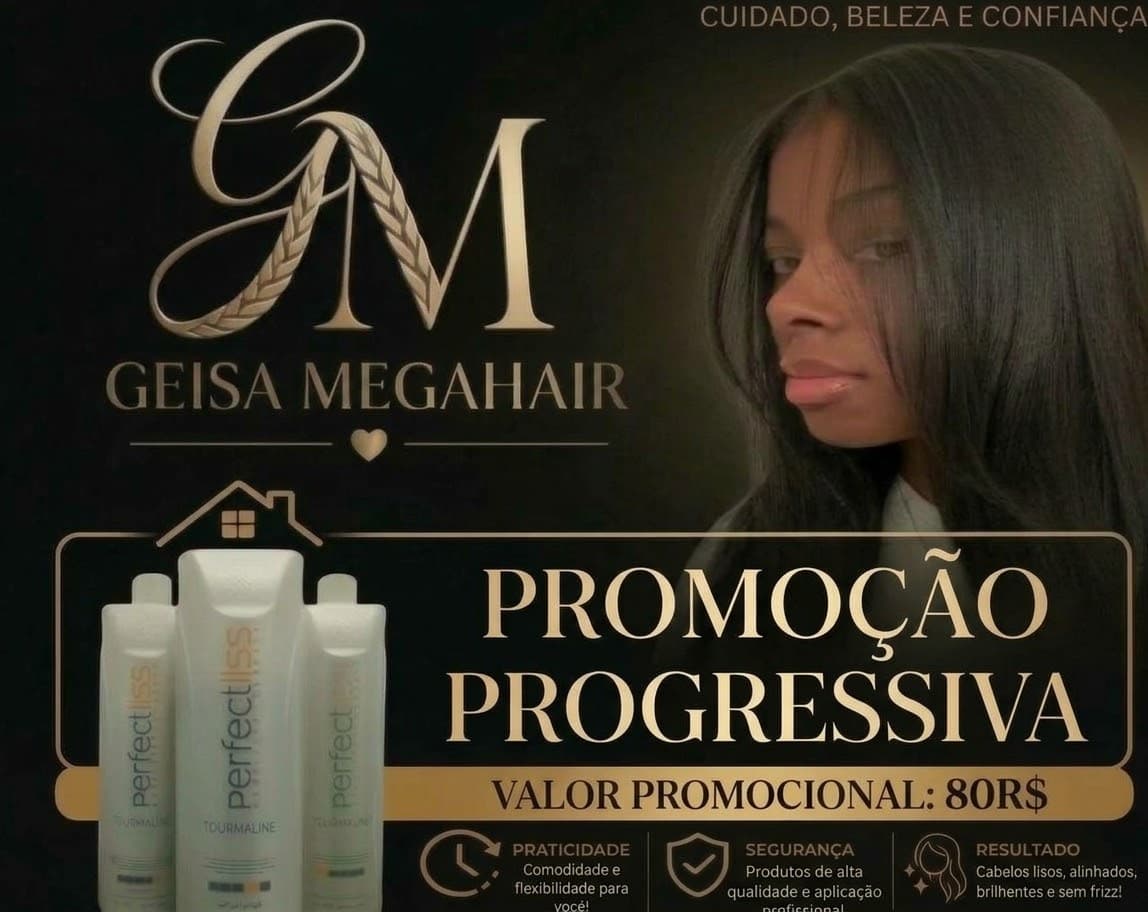 CUIDADO, BELEZA E CONFIANÇA
GM
GEISA MEGAHAIR
PROMOÇÃO
PROGRESSIVA
VALOR PROMOCIONAL: 80R$
perfectliss
TOURMALINE
perfectliss
TOURMALINE
perfectliss
TOURMALINE
PRATICIDADE
Comodidade e
flexibilidade para
você!
SEGURANÇA
Produtos de alta
qualidade e aplicação
profissional!
RESULTADO
Cabelos lisos, alinhados,
brilhentes e sem frizz!